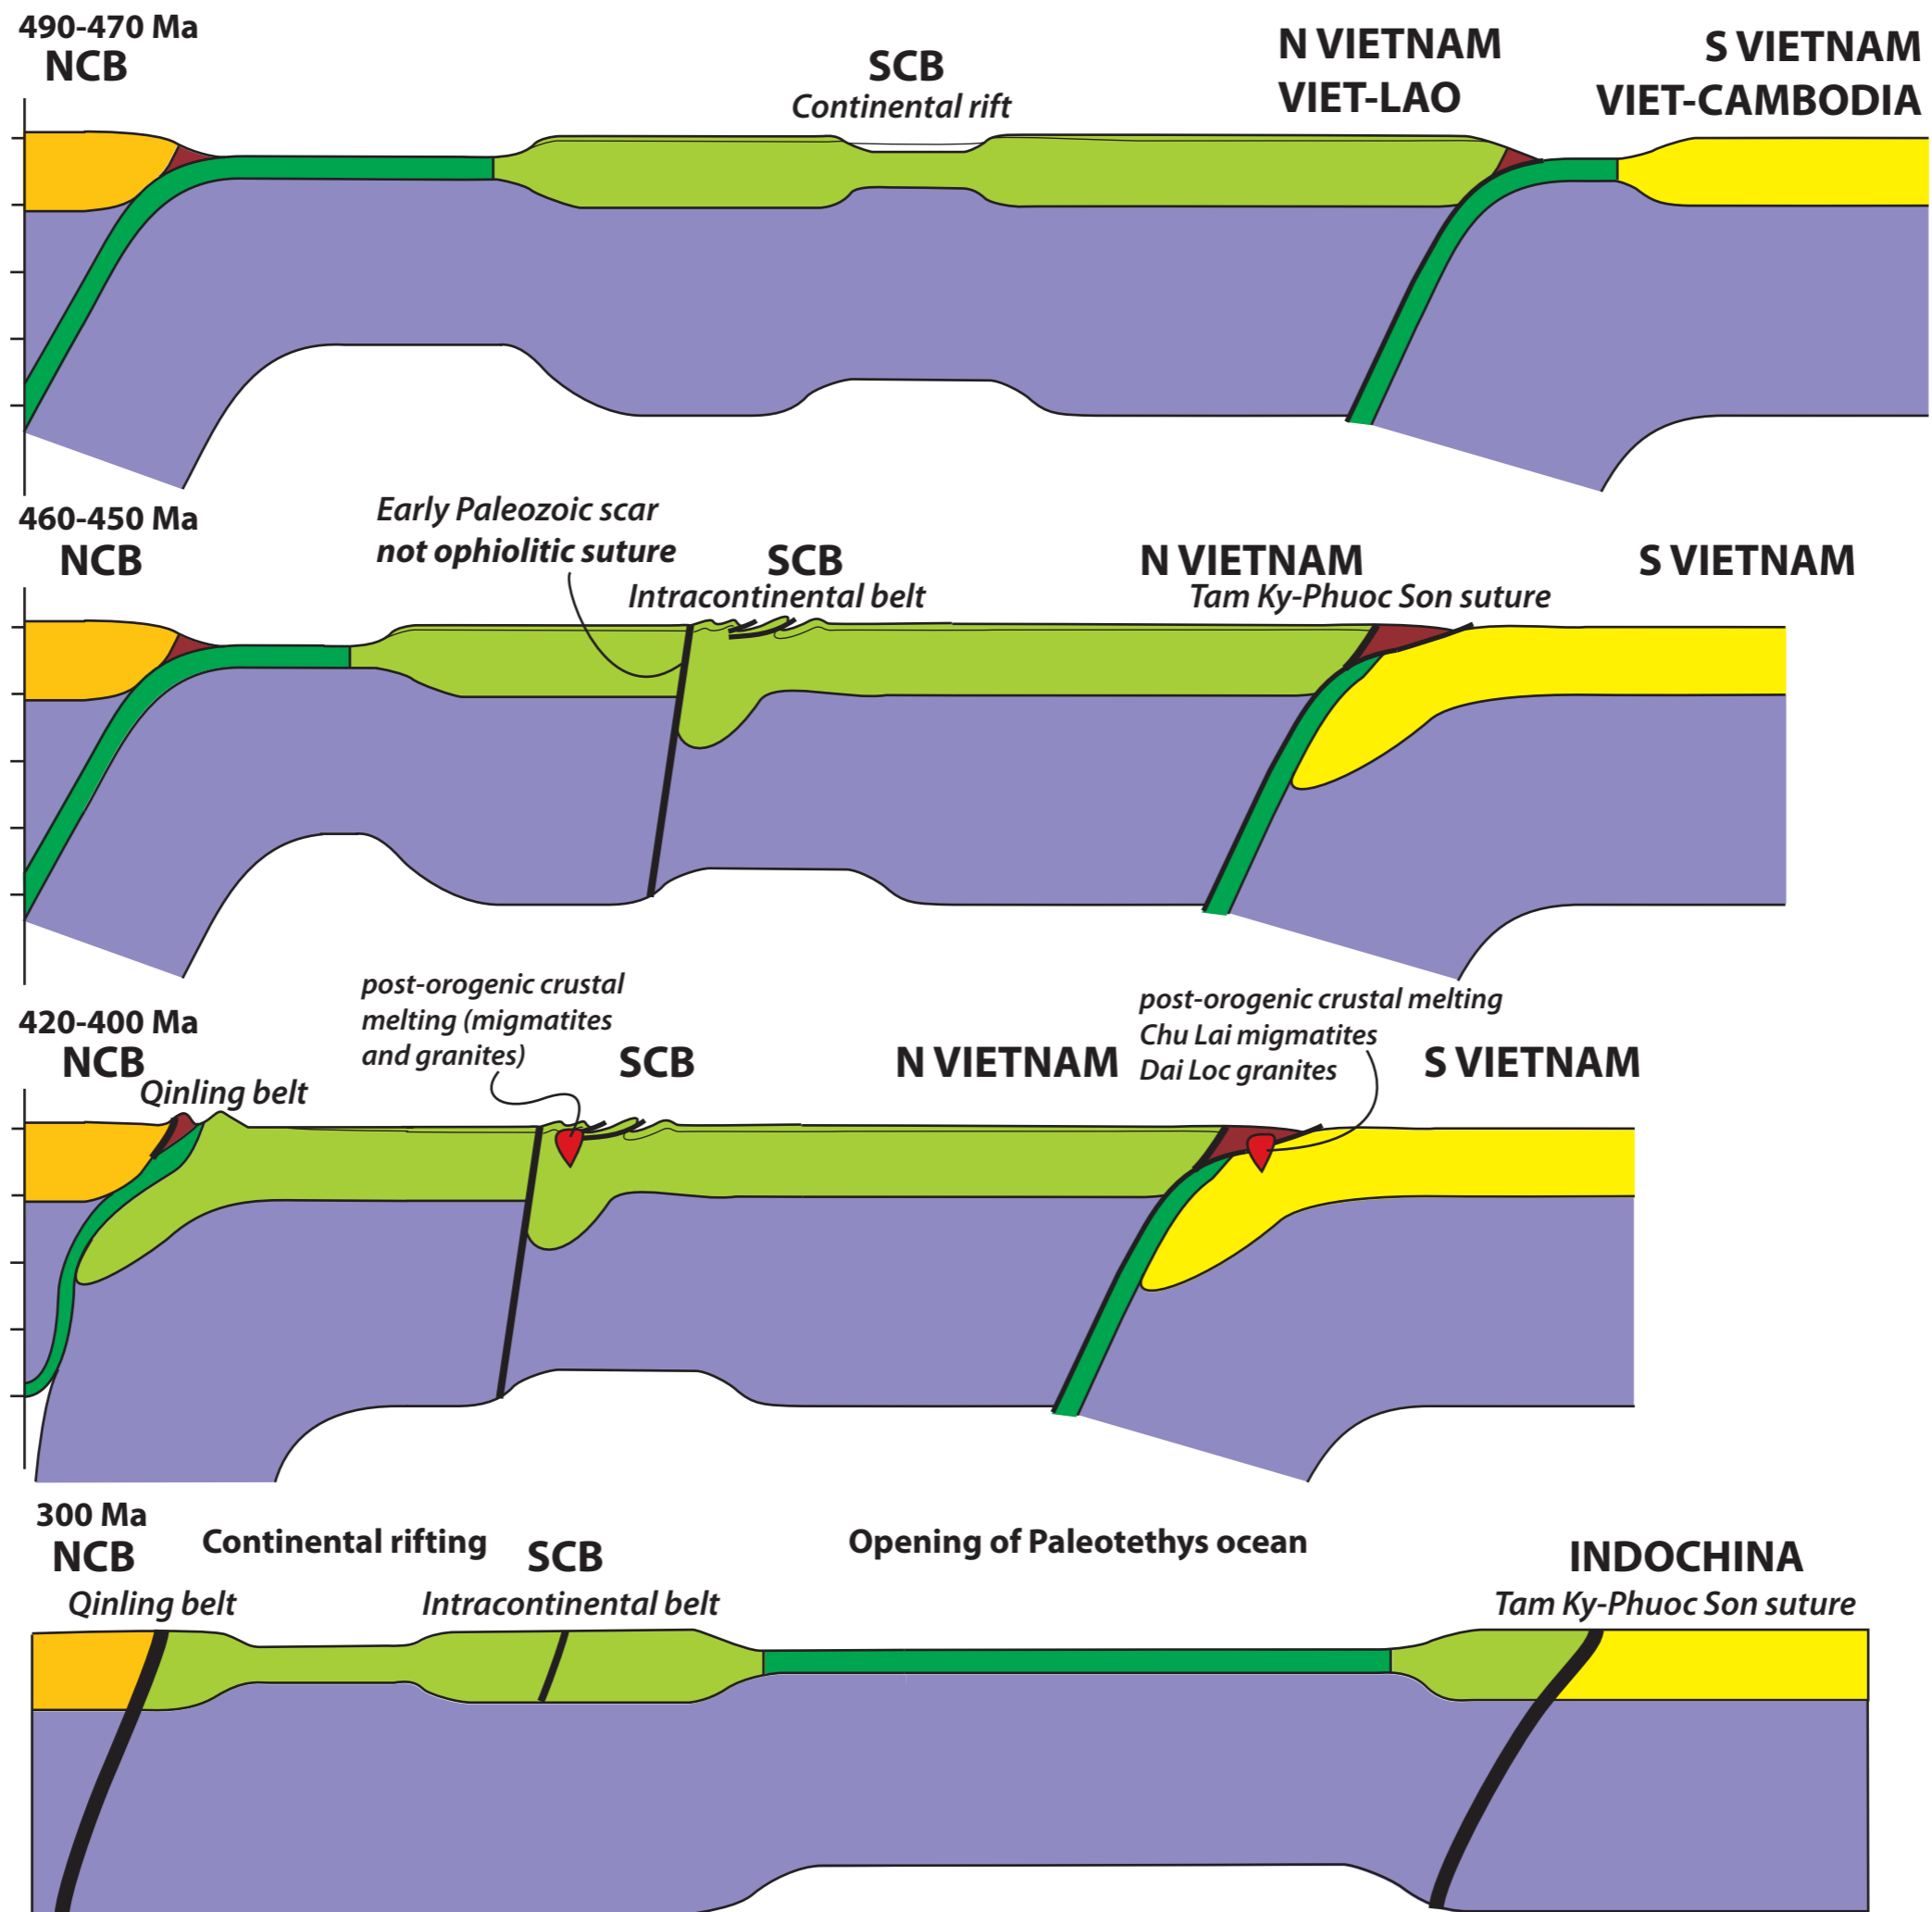 490-470 Ma
NCB
SCB
Continental rift
N VIETNAM
VIET-LAO
S VIETNAM
VIET-CAMBODIA
460-450 Ma
NCB
Early Paleozoic scar
not ophiolitic suture
SCB
Intracontinental belt
N VIETNAM
Tam Ky-Phuoc Son suture
S VIETNAM
420-400 Ma
NCB
Qinling belt
post-orogenic crustal
melting (migmatites
and granites)
SCB
N VIETNAM
post-orogenic crustal melting
Chu Lai migmatites
Dai Loc granites
S VIETNAM
300 Ma
NCB
Qinling belt
Continental rifting
SCB
Intracontinental belt
Opening of Paleotethys ocean
INDOCHINA
Tam Ky-Phuoc Son suture